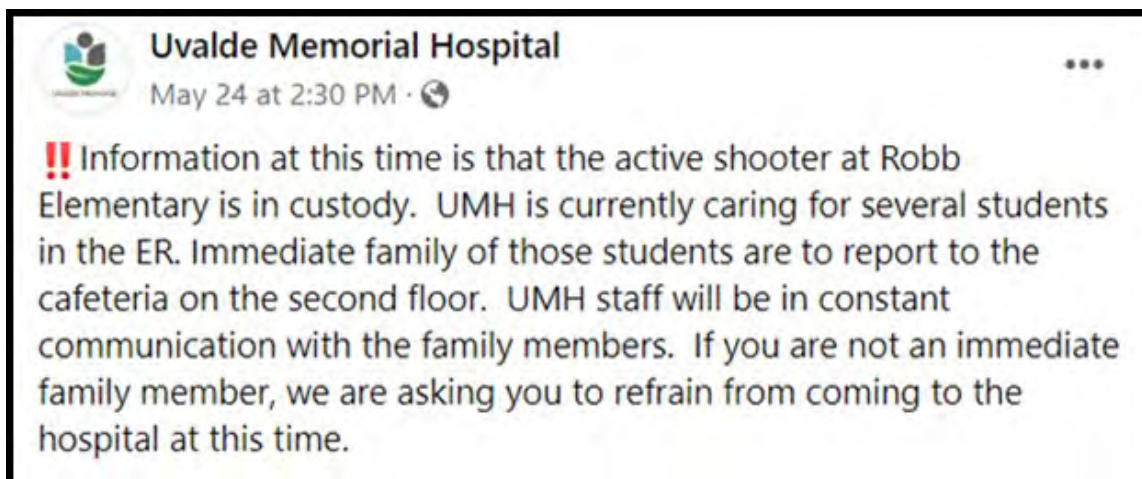 Uvalde Memorial Hospital
May 24 at 2:30 PM ·
‼️Information at this time is that the active shooter at Robb
Elementary is in custody.  UMH is currently caring for several students
in the ER. Immediate family of those students are to report to the
cafeteria on the second floor.  UMH staff will be in constant
communication with the family members.  If you are not an immediate
family member, we are asking you to refrain from coming to the
hospital at this time.